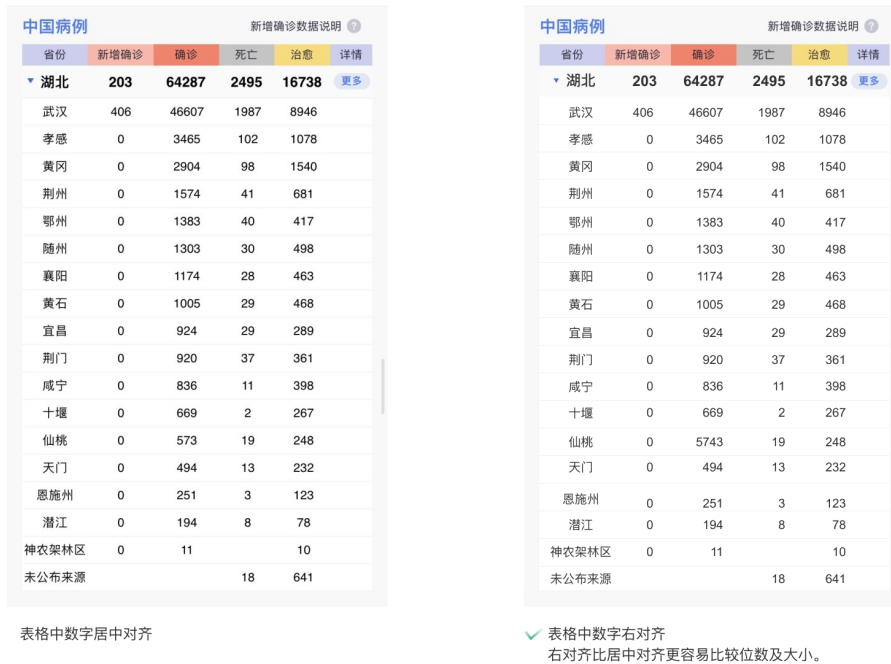 中国病例 新增确诊数据说明 ?
省份 新增确诊 确诊 死亡 治愈 详情
湖北 203 64287 2495 16738 更多
武汉 406 46607 1987 8946
孝感 0 3465 102 1078
黄冈 0 2904 98 1540
荆州 0 1574 41 681
鄂州 0 1383 40 417
随州 0 1303 30 498
襄阳 0 1174 28 463
黄石 0 1005 29 468
宜昌 0 924 29 289
荆门 0 920 37 361
咸宁 0 836 11 398
十堰 0 669 2 267
仙桃 0 573 19 248
天门 0 494 13 232
恩施州 0 251 3 123
潜江 0 194 8 78
神农架林区 0 11 10
未公布来源 18 641
表格中数字居中对齐
中国病例 新增确诊数据说明 ?
省份 新增确诊 确诊 死亡 治愈 详情
湖北 203 64287 2495 16738 更多
武汉 406 46607 1987 8946
孝感 0 3465 102 1078
黄冈 0 2904 98 1540
荆州 0 1574 41 681
鄂州 0 1383 40 417
随州 0 1303 30 498
襄阳 0 1174 28 463
黄石 0 1005 29 468
宜昌 0 924 29 289
荆门 0 920 37 361
咸宁 0 836 11 398
十堰 0 669 2 267
仙桃 0 5743 19 248
天门 0 494 13 232
恩施州 0 251 3 123
潜江 0 194 8 78
神农架林区 0 11 10
未公布来源 18 641
表格中数字右对齐
右对齐比居中对齐更容易比较位数及大小。